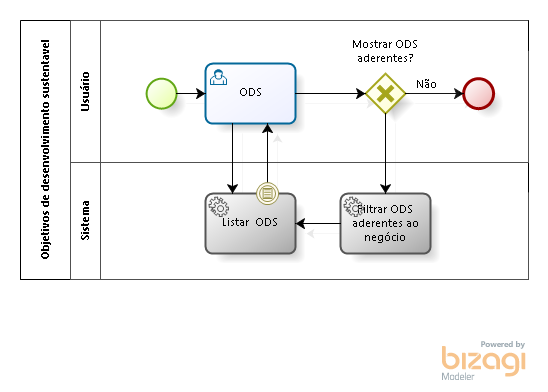 Objetivos de desenvolvimento sustentavel
Usuário
ODS
Mostrar ODS
aderentes?
Não
Sistema
Listar ODS
Filtrar ODS
aderentes ao
negócio
Powered by
bizagi
Modeler